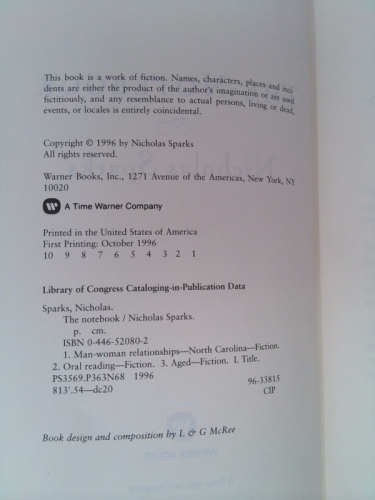 This book is a work of fiction. Names, characters, places and inci-
dents are either the product of the author's imagination or are used
fictitiously, and any resemblance to actual persons, living or dead,
events, or locales is entirely coincidental.
Copyright © 1996 by Nicholas Sparks
All rights reserved.
Warner Books, Inc., 1271 Avenue of the Americas, New York, NY
10020
A Time Warner Company
Printed in the United States of America
First Printing: October 1996
10 9 8 7 6 5 4 3 2 1
Library of Congress Cataloging-in-Publication Data
Sparks, Nicholas.
The notebook / Nicholas Sparks.
p. cm.
ISBN 0-446-52080-2
1. Man-woman relationships—North Carolina—Fiction.
2. Oral reading—Fiction. 3. Aged—Fiction. I. Title.
PS3569.P363N68 1996
813'.54—dc20
96-33815
CIP
Book design and composition by L & G McRee